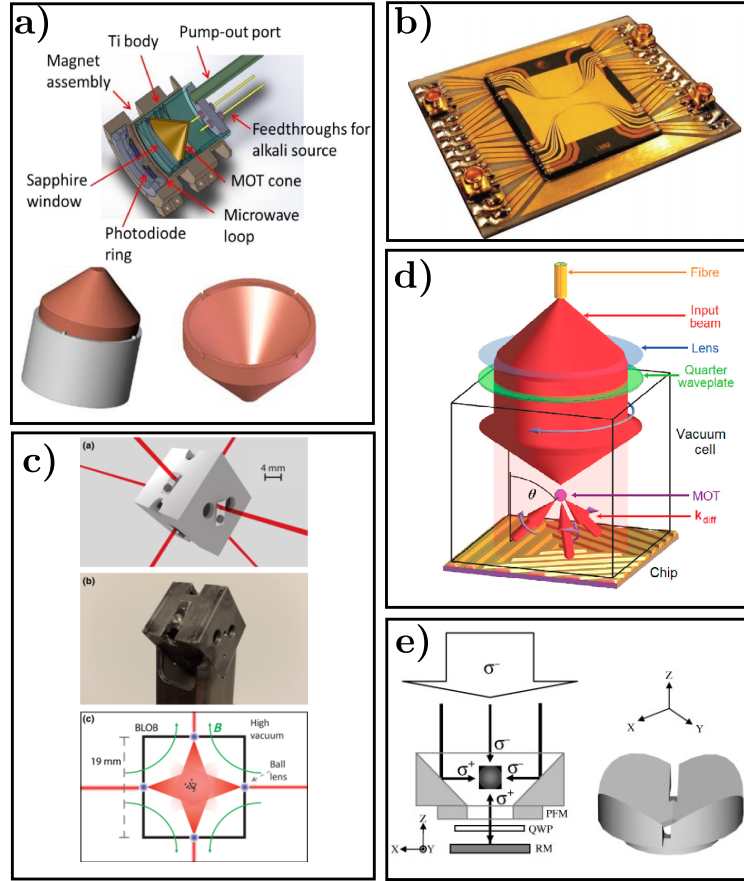 a)
Ti body
Pump-out port
Magnet
assembly
Feedthroughs for
alkali source
Sapphire
window
MOT cone
Microwave
loop
Photodiode
ring
b)
c)
(a)
4 mm
(b)
(c)
BLOB
B
High
vacuum
19 mm
Ball
lens
d)
Fibre
Input
beam
Lens
Quarter
waveplate
Vacuum
cell
θ
MOT
k diff
Chip
e)
σ⁻
σ⁻
σ⁺ σ⁻
σ⁺
PFM
QWP
RM
Z
X Y
Z
X Y